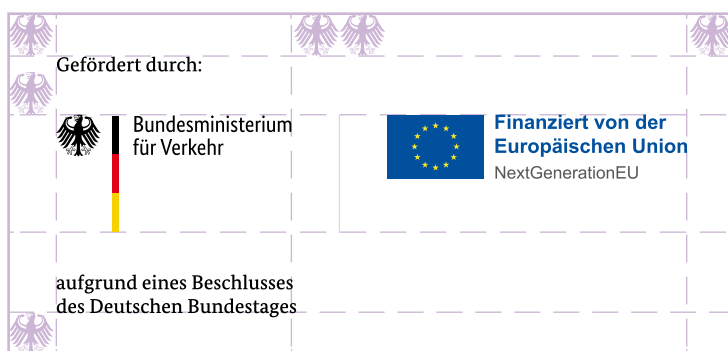 Gefördert durch:
Bundesministerium
für Verkehr
Finanziert von der
Europäischen Union
NextGenerationEU
aufgrund eines Beschlusses
des Deutschen Bundestages